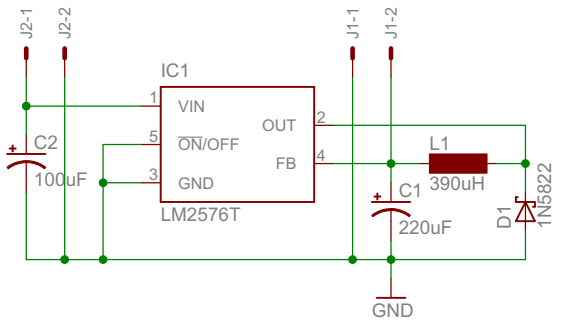 J2-1
J2-2
J1-1
J1-2
IC1
1
VIN
OUT
2
5
ON/OFF
FB
4
3
GND
LM2576T
C2
100uF
L1
390uH
C1
220uF
D1
1N5822
GND